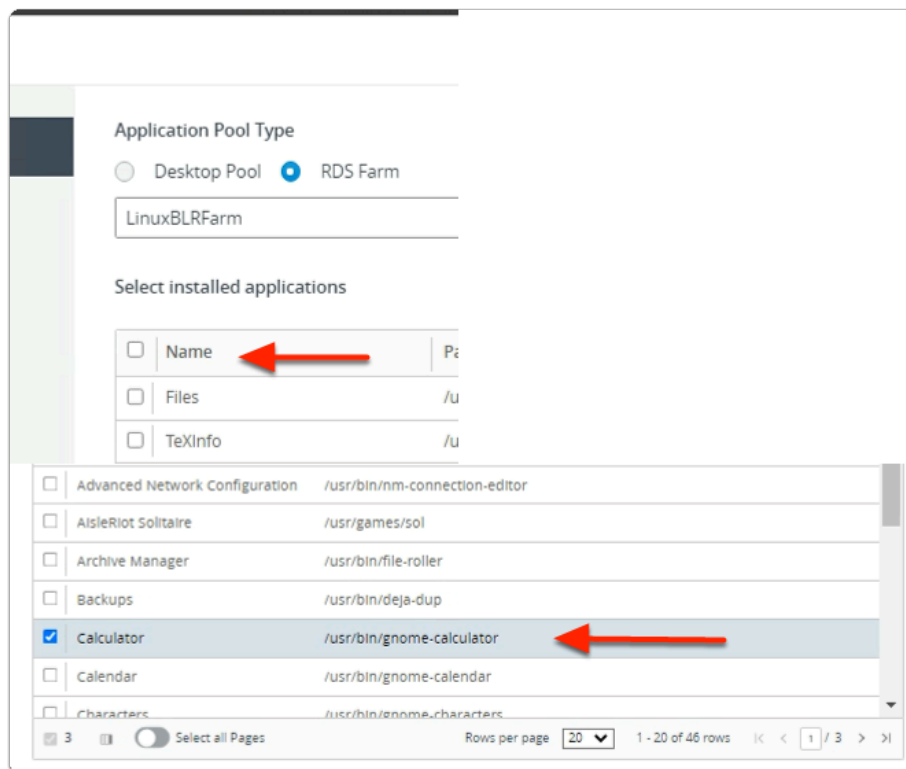 Application Pool Type
Desktop Pool RDS Farm
LinuxBLRFarm
Select installed applications
Name Pa
Files /u
TeXInfo /u
Advanced Network Configuration /usr/bin/nm-connection-editor
AisleRiot Solitaire /usr/games/sol
Archive Manager /usr/bin/file-roller
Backups /usr/bin/deja-dup
Calculator /usr/bin/gnome-calculator
Calendar /usr/bin/gnome-calendar
Characters /usr/bin/gnome-characters
3 Select all Pages Rows per page 20 1 - 20 of 46 rows 1 / 3